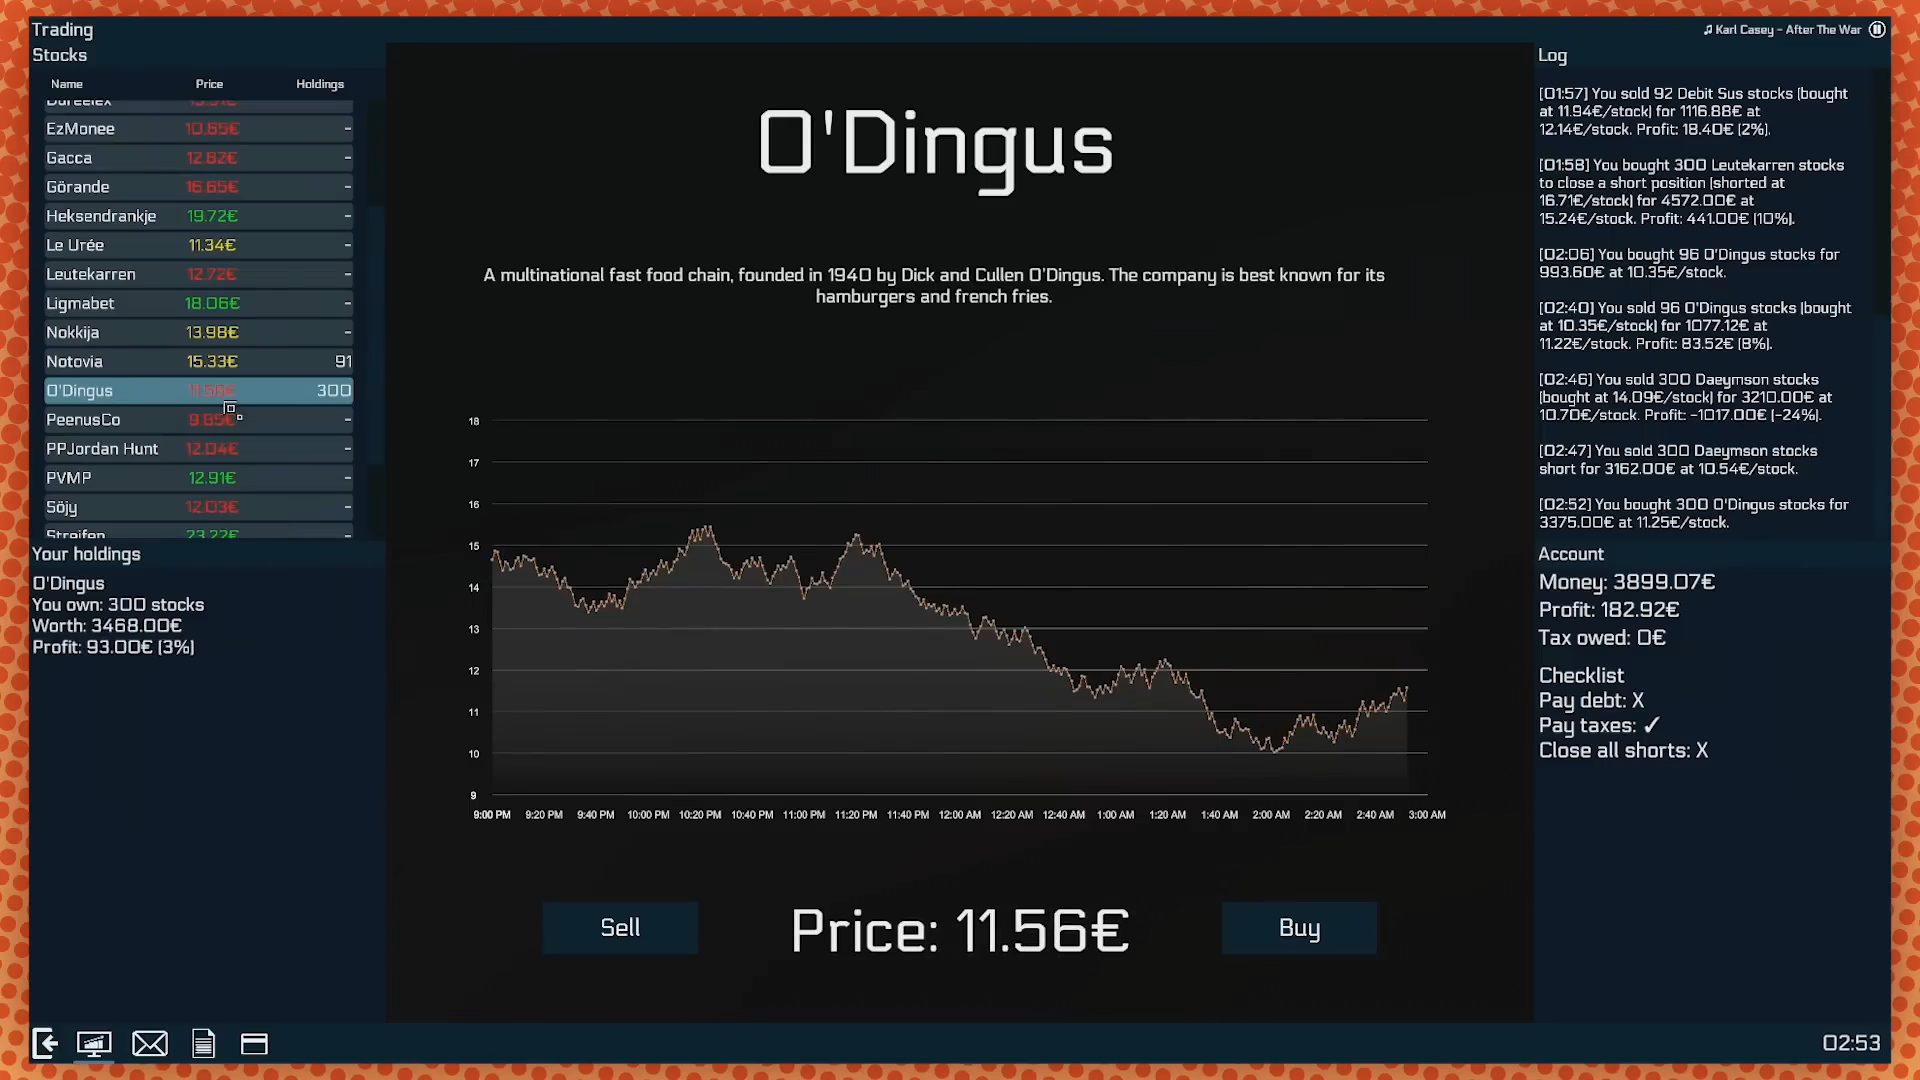 Trading
♫ Karl Casey - After The War
Stocks
Name Price Holdings
EzMonee 10.65€ -
Gacca 12.82€ -
Görande 16.65€ -
Heksendrankje 19.72€ -
Le Urée 11.34€ -
Leutekarren 12.72€ -
Ligmabet 18.06€ -
Nokkija 13.98€ -
Notovia 15.33€ 91
O'Dingus 11.56€ 300
PeenusCo 9.65€ -
PPJordan Hunt 12.04€ -
PVMP 12.91€ -
Söjy 12.03€ -
Streifen 23.22€ -
Your holdings
O'Dingus
You own: 300 stocks
Worth: 3468.00€
Profit: 93.00€ (3%)
O'Dingus
A multinational fast food chain, founded in 1940 by Dick and Cullen O'Dingus. The company is best known for its
hamburgers and french fries.
18
17
16
15
14
13
12
11
10
9
9:00 PM 9:20 PM 9:40 PM 10:00 PM 10:20 PM 10:40 PM 11:00 PM 11:20 PM 11:40 PM 12:00 AM 12:20 AM 12:40 AM 1:00 AM 1:20 AM 1:40 AM 2:00 AM 2:20 AM 2:40 AM 3:00 AM
Sell
Price: 11.56€
Buy
Log
[01:57] You sold 92 Debit Sus stocks (bought
at 11.94€/stock) for 1116.88€ at
12.14€/stock. Profit: 18.40€ (2%).
[01:58] You bought 300 Leutekarren stocks
to close a short position (shorted at
16.71€/stock) for 4572.00€ at
15.24€/stock. Profit: 441.00€ (10%).
[02:06] You bought 96 O'Dingus stocks for
993.60€ at 10.35€/stock.
[02:40] You sold 96 O'Dingus stocks (bought
at 10.35€/stock) for 1077.12€ at
11.22€/stock. Profit: 83.52€ (8%).
[02:46] You sold 300 Daeymson stocks
(bought at 14.09€/stock) for 3210.00€ at
10.70€/stock. Profit: -1017.00€ (-24%).
[02:47] You sold 300 Daeymson stocks
short for 3162.00€ at 10.54€/stock.
[02:52] You bought 300 O'Dingus stocks for
3375.00€ at 11.25€/stock.
Account
Money: 3899.07€
Profit: 182.92€
Tax owed: 0€
Checklist
Pay debt: X
Pay taxes: ✓
Close all shorts: X
02:53